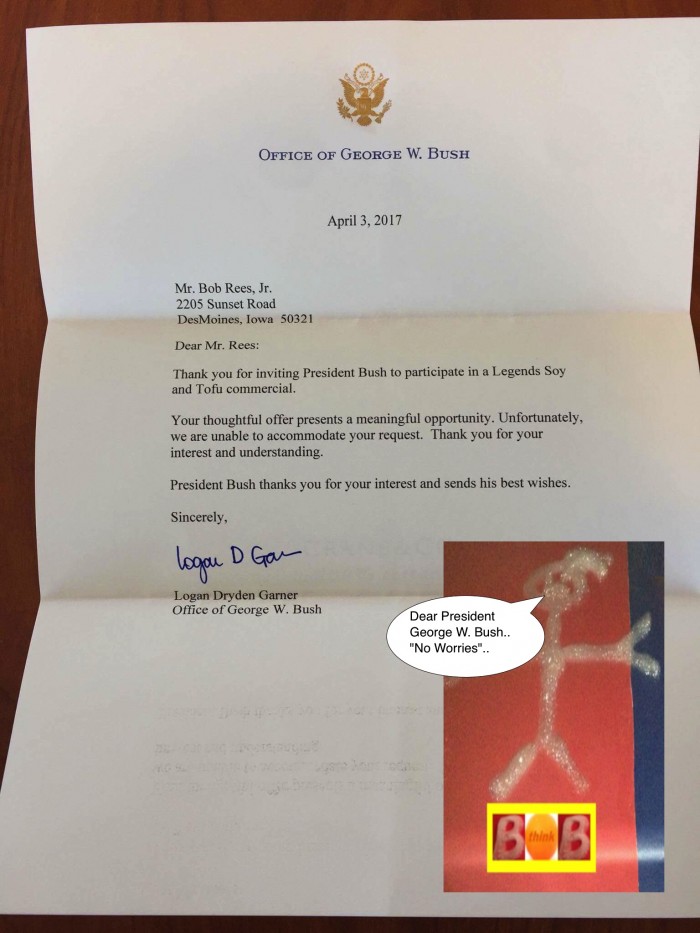 OFFICE OF GEORGE W. BUSH
April 3, 2017
Mr. Bob Rees, Jr.
2205 Sunset Road
DesMoines, Iowa 50321
Dear Mr. Rees:
Thank you for inviting President Bush to participate in a Legends Soy
and Tofu commercial.
Your thoughtful offer presents a meaningful opportunity. Unfortunately,
we are unable to accommodate your request. Thank you for your
interest and understanding.
President Bush thanks you for your interest and sends his best wishes.
Sincerely,
Logan D Gar
Logan Dryden Garner
Office of George W. Bush
Dear President
George W. Bush..
"No Worries"..
B think B